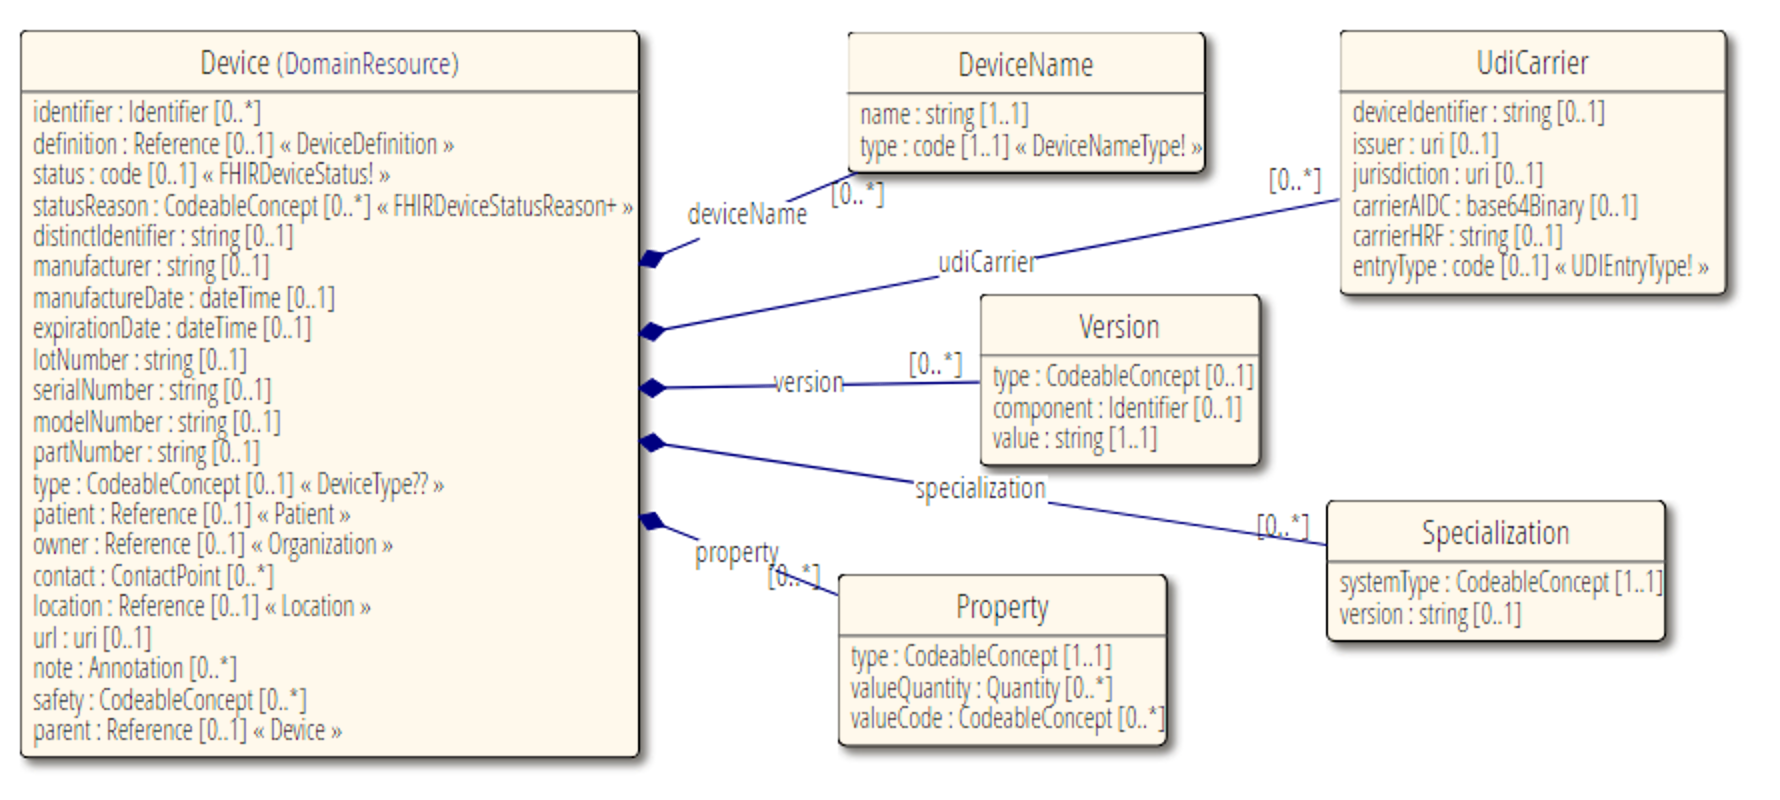 Device (DomainResource)
identifier : Identifier [0..*]
definition : Reference [0..1] « DeviceDefinition »
status : code [0..1] « FHIRDeviceStatus! »
statusReason : CodeableConcept [0..*] « FHIRDeviceStatusReason+ »
distinctIdentifier : string [0..1]
manufacturer : string [0..1]
manufactureDate : dateTime [0..1]
expirationDate : dateTime [0..1]
lotNumber : string [0..1]
serialNumber : string [0..1]
modelNumber : string [0..1]
partNumber : string [0..1]
type : CodeableConcept [0..1] « DeviceType?? »
patient : Reference [0..1] « Patient »
owner : Reference [0..1] « Organization »
contact : ContactPoint [0..*]
location : Reference [0..1] « Location »
url : uri [0..1]
note : Annotation [0..*]
safety : CodeableConcept [0..*]
parent : Reference [0..1] « Device »
DeviceName
name : string [1..1]
type : code [1..1] « DeviceNameType! »
[0..*]
deviceName
UdiCarrier
deviceIdentifier : string [0..1]
issuer : uri [0..1]
jurisdiction : uri [0..1]
carrierAIDC : base64Binary [0..1]
carrierHRF : string [0..1]
entryType : code [0..1] « UDIEntryType! »
[0..*]
udiCarrier
Version
type : CodeableConcept [0..1]
component : Identifier [0..1]
value : string [1..1]
[0..*]
version
specialization
[0..*]
Specialization
systemType : CodeableConcept [1..1]
version : string [0..1]
property
[0..*]
Property
type : CodeableConcept [1..1]
valueQuantity : Quantity [0..*]
valueCode : CodeableConcept [0..*]